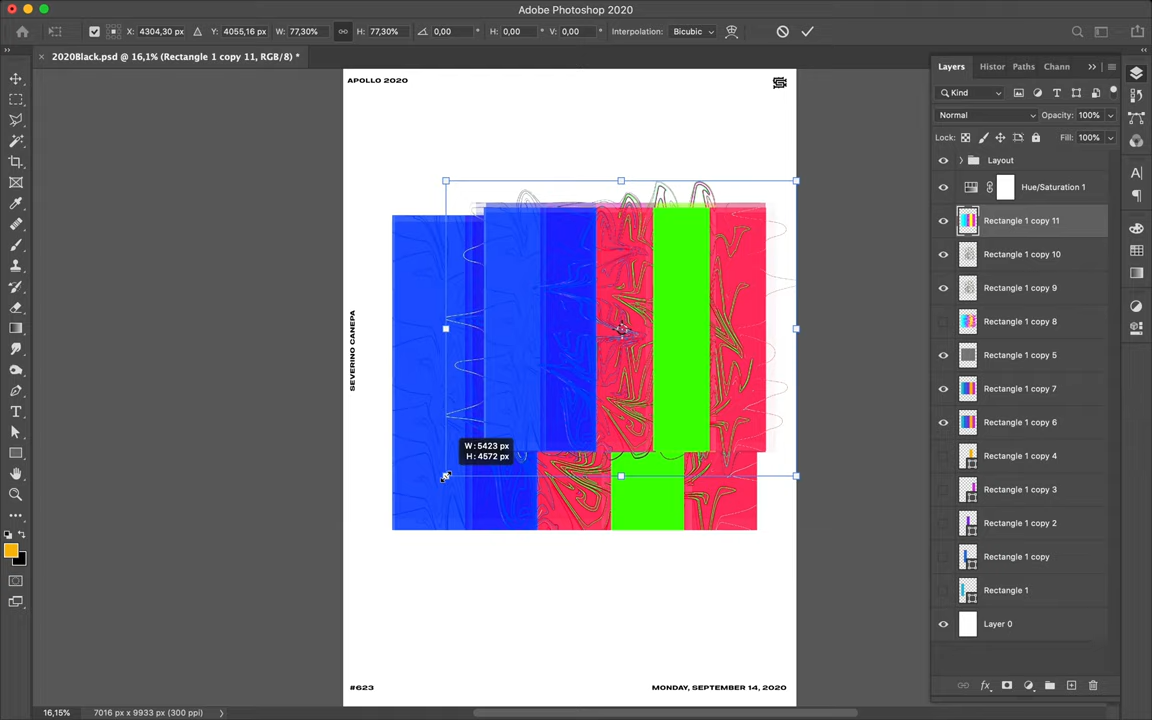 Adobe Photoshop 2020
X: 4304,30 px Y: 4055,16 px W: 77,30% H: 77,30% 0,00 ° H: 0,00 ° V: 0,00 ° Interpolation: Bicubic
2020Black.psd @ 16,1% (Rectangle 1 copy 11, RGB/8) *
APOLLO 2020
SEVERINO CANEPA
W: 5423 px
H: 4572 px
#623
MONDAY, SEPTEMBER 14, 2020
Layers Histor Paths Chann
Kind
Normal Opacity: 100%
Lock: Fill: 100%
Layout
Hue/Saturation 1
Rectangle 1 copy 11
Rectangle 1 copy 10
Rectangle 1 copy 9
Rectangle 1 copy 8
Rectangle 1 copy 5
Rectangle 1 copy 7
Rectangle 1 copy 6
Rectangle 1 copy 4
Rectangle 1 copy 3
Rectangle 1 copy 2
Rectangle 1 copy
Rectangle 1
Layer 0
fx
16,15% 7016 px x 9933 px (300 ppi)